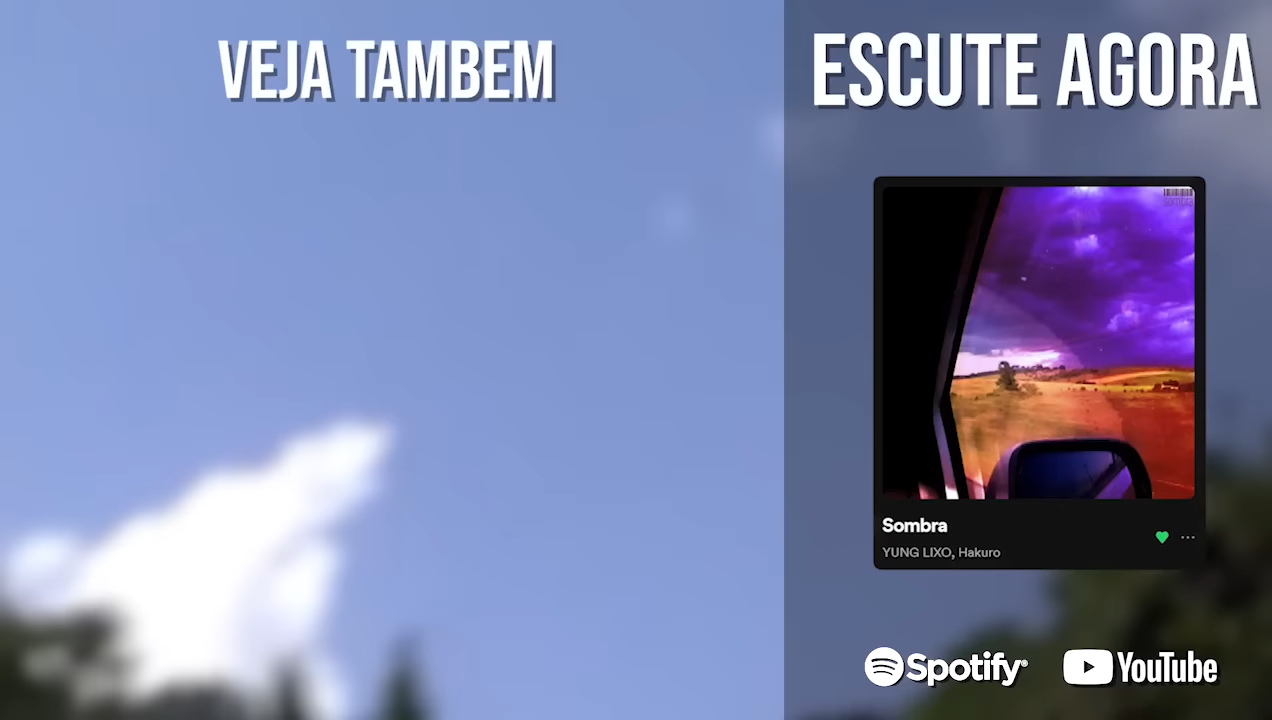 VEJA TAMBEM
ESCUTE AGORA
Sombra
YUNG LIXO, Hakuro
Spotify®
YouTube